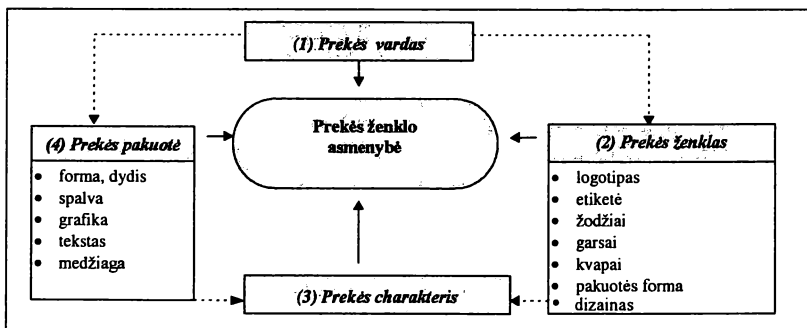 (1) Prekės vardas
Prekės ženklo
asmenybė
(4) Prekės pakuotė
• forma, dydis
• spalva
• grafika
• tekstas
• medžiaga
(2) Prekės ženklas
• logotipas
• etiketė
• žodžiai
• garsai
• kvapai
• pakuotės forma
• dizainas
(3) Prekės charakteris